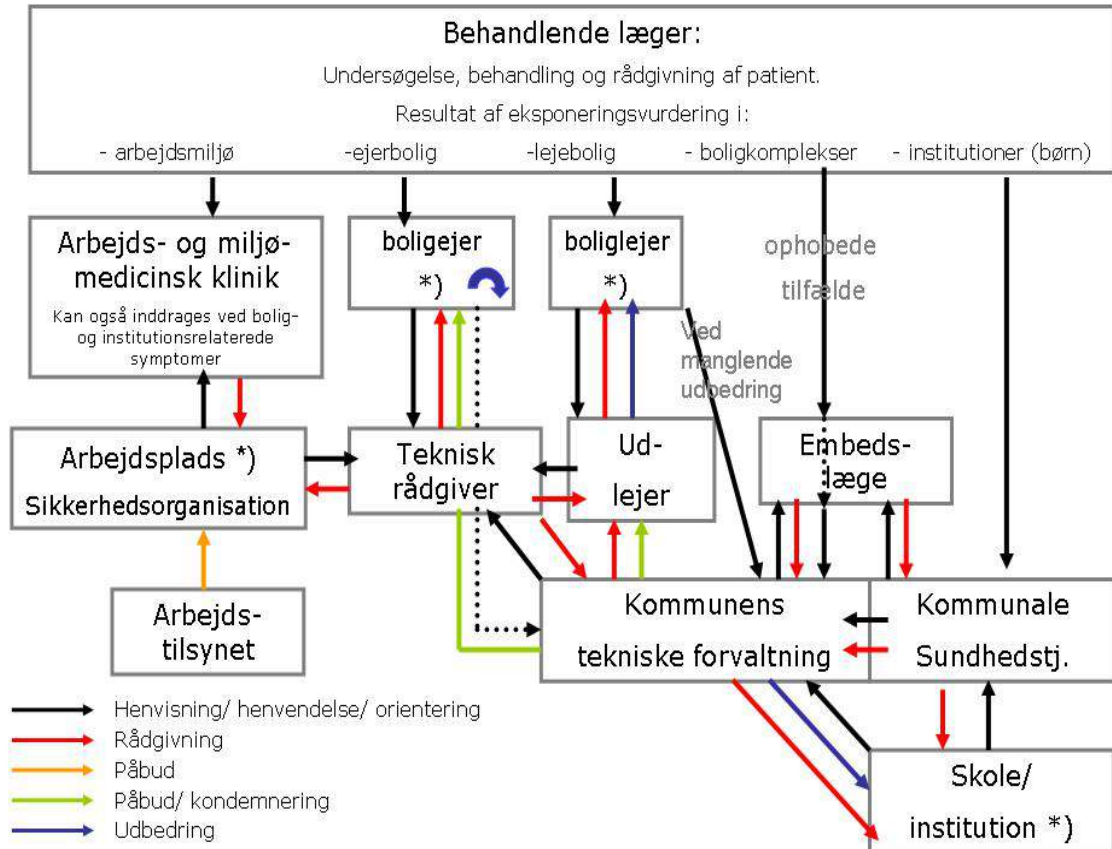 Behandlende læger:
Undersøgelse, behandling og rådgivning af patient.
Resultat af eksponeringsvurdering i:
- arbejdsmiljø -ejerbolig -lejebolig - boligkomplekser - institutioner (børn)
Arbejds- og miljø-
medicinsk klinik
Kan også inddrages ved bolig-
og institutionsrelaterede
symptomer
boligejer
*)
boliglejer
*)
ophobede
tilfælde
Ved
manglende
udbedring
Arbejdsplads *)
Sikkerhedsorganisation
Teknisk
rådgiver
Ud-
lejer
Embeds-
læge
Arbejds-
tilsynet
Kommunens
tekniske forvaltning
Kommunale
Sundhedstj.
Henvisning/ henvendelse/ orientering
Rådgivning
Påbud
Påbud/ kondemnering
Udbedring
Skole/
institution *)